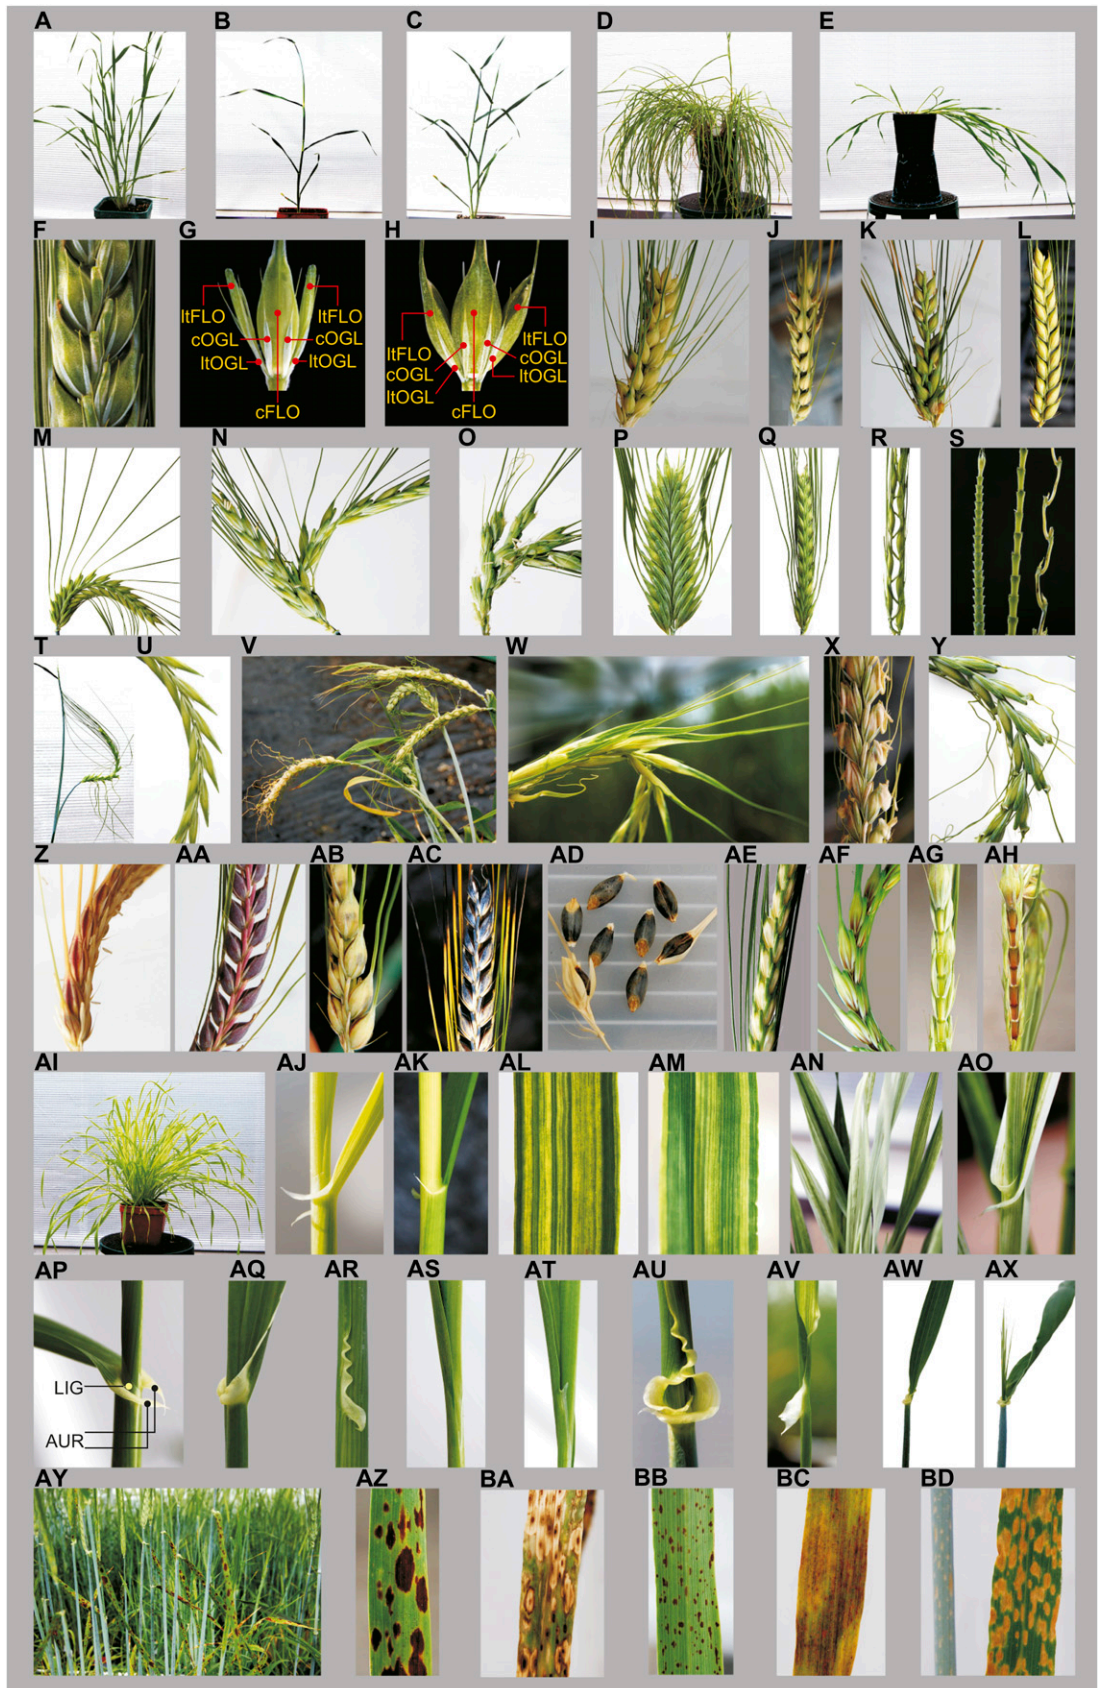 A B C D E
F G H I J K L
ltFLO ltFLO
cOGL cOGL
ltOGL ltOGL
cFLO
ltFLO ltFLO
cOGL cOGL
ltOGL ltOGL
cFLO
M N O P Q R S
T U V W X Y
Z AA AB AC AD AE AF AG AH
AI AJ AK AL AM AN AO
AP AQ AR AS AT AU AV AW AX
LIG
AUR
AY AZ BA BB BC BD